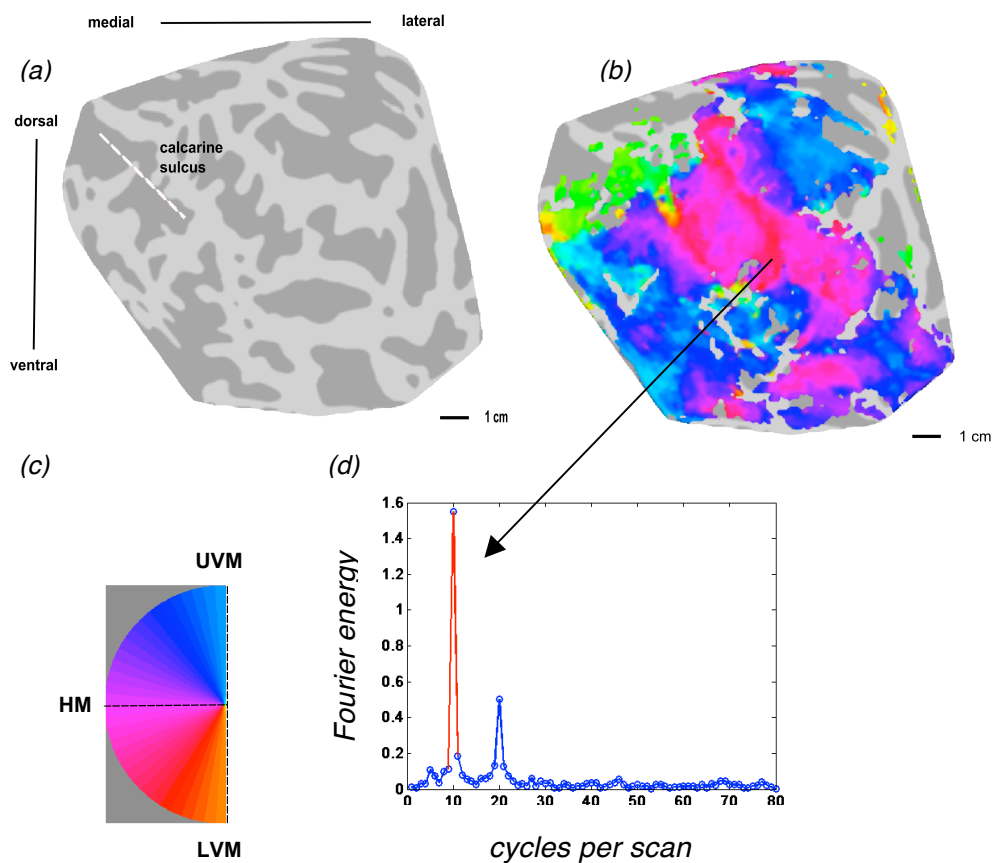 medial lateral
(a) (b)
dorsal
calcarine
sulcus
ventral
1 cm
1 cm
(c) (d)
UVM
HM
LVM
1.6
1.4
1.2
1
0.8
0.6
0.4
0.2
0
0 10 20 30 40 50 60 70 80
Fourier energy
cycles per scan